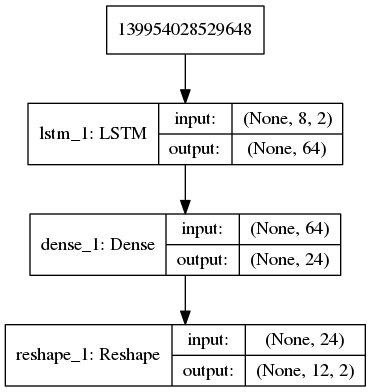 139954028529648
lstm_1: LSTM
input: (None, 8, 2)
output: (None, 64)
dense_1: Dense
input: (None, 64)
output: (None, 24)
reshape_1: Reshape
input: (None, 24)
output: (None, 12, 2)